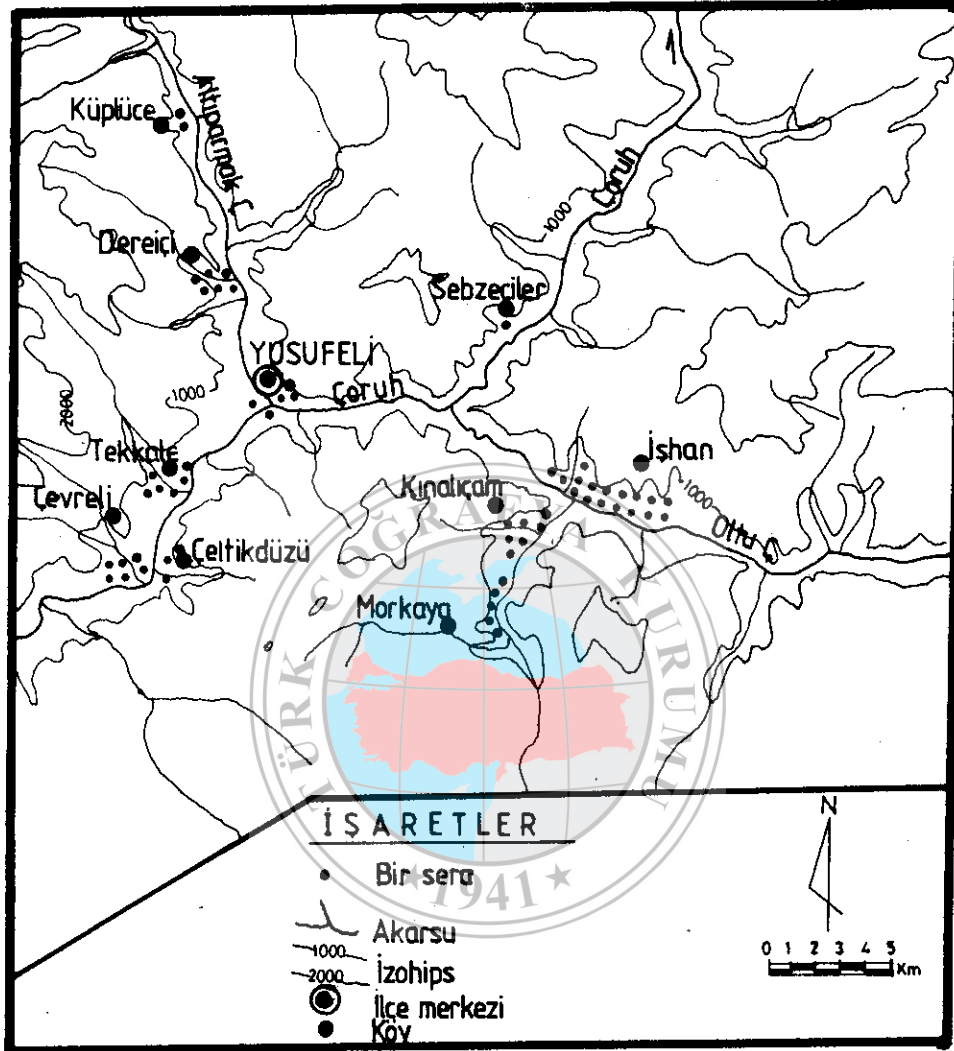 Küplüce
Altıparmak Ç.
Dereiçi
Çoruh
1000
Sebzeciler
YUSUFELİ
Çoruh
1000
2000
Tekkale
Çevreli
İşhan
1000
Kınalıçam
Oltu Ç.
Çeltikdüzü
Morkaya
TÜRK COĞRAFYA KURUMU
1941
İŞARETLER
Bir sera
Akarsu
1000
2000
İzohips
İlçe merkezi
Köy
N
0 1 2 3 4 5
Km